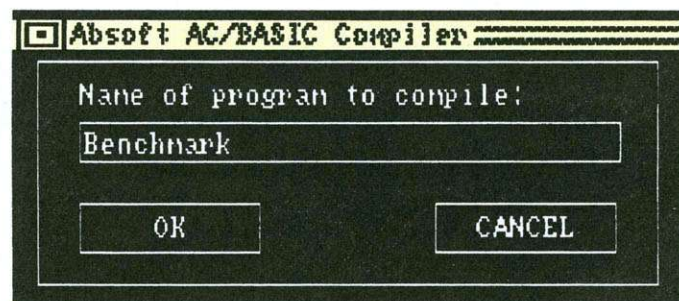 Absoft AC/BASIC Compiler
Name of program to compile:
Benchmark
OK
CANCEL